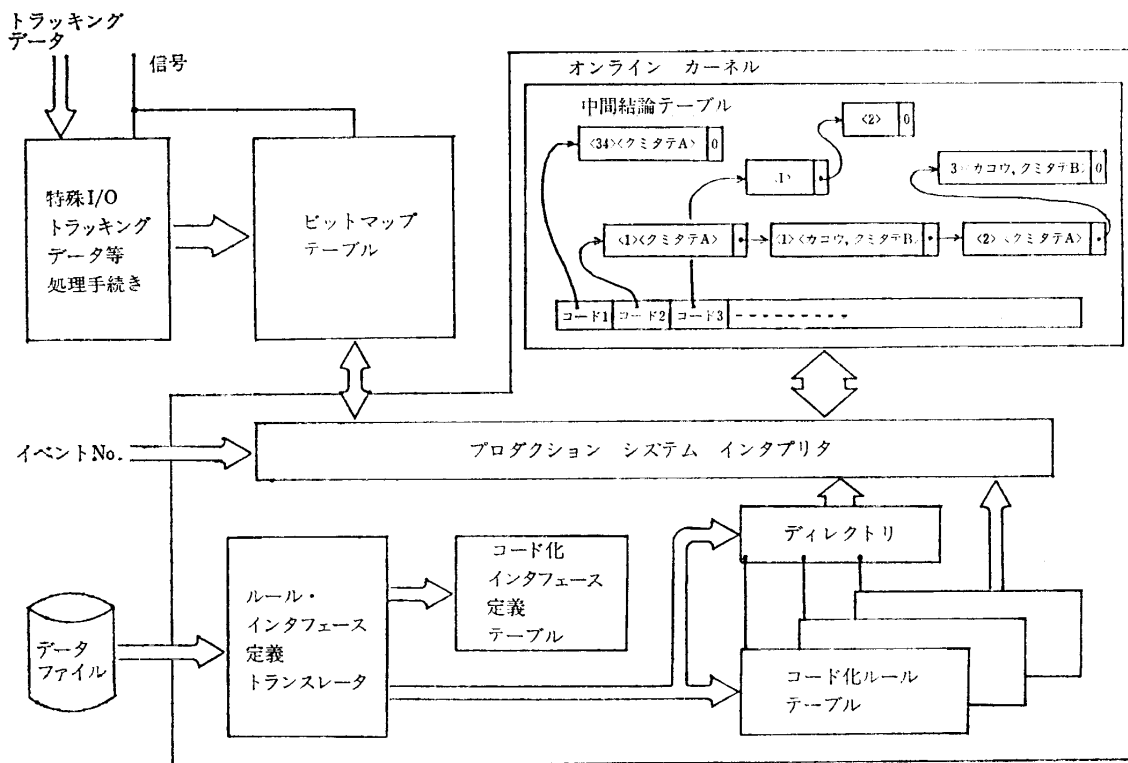 トラッキング
データ
信号
オンライン カーネル
中間結論テーブル
<2> 0
<34><クミタテA> 0
特殊I/O
トラッキング
データ等
処理手続き
ビットマップ
テーブル
<1>
3 カコウ,クミタテB 0
<1><クミタテA>
<1><カコウ,クミタテB>
<2> <クミタテA>
コード1 コード2 コード3
イベントNo.
プロダクション システム インタプリタ
ディレクトリ
コード化
インタフェース
定義
テーブル
ルール・
インタフェース
定義
トランスレータ
データ
ファイル
コード化ルール
テーブル